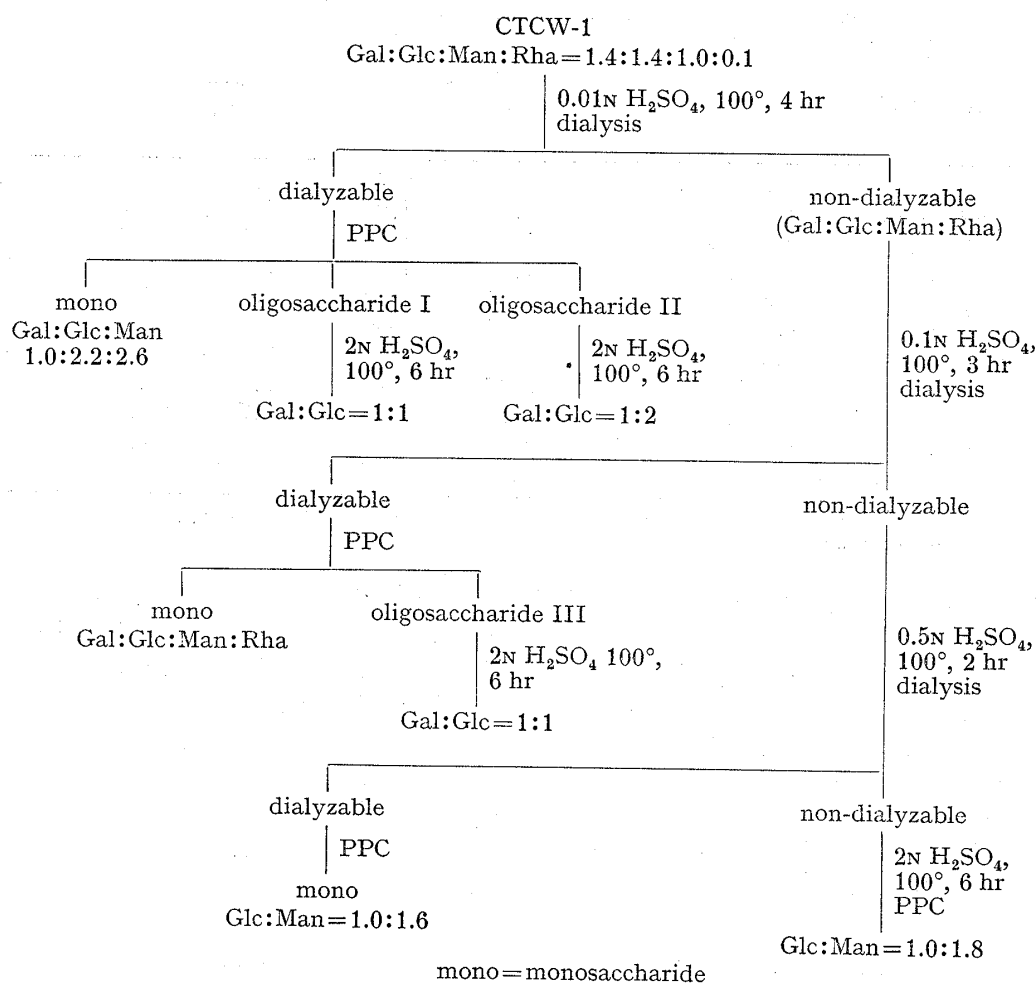 CTCW-1
Gal:Glc:Man:Rha=1.4:1.4:1.0:0.1
0.01N H₂SO₄, 100°, 4 hr
dialysis
dialyzable
non-dialyzable
(Gal:Glc:Man:Rha)
PPC
mono
Gal:Glc:Man
1.0:2.2:2.6
oligosaccharide I
2N H₂SO₄,
100°, 6 hr
Gal:Glc=1:1
oligosaccharide II
2N H₂SO₄,
100°, 6 hr
Gal:Glc=1:2
0.1N H₂SO₄,
100°, 3 hr
dialysis
dialyzable
non-dialyzable
PPC
mono
Gal:Glc:Man:Rha
oligosaccharide III
2N H₂SO₄ 100°,
6 hr
Gal:Glc=1:1
0.5N H₂SO₄,
100°, 2 hr
dialysis
dialyzable
non-dialyzable
PPC
mono
Glc:Man=1.0:1.6
2N H₂SO₄,
100°, 6 hr
PPC
Glc:Man=1.0:1.8
mono=monosaccharide